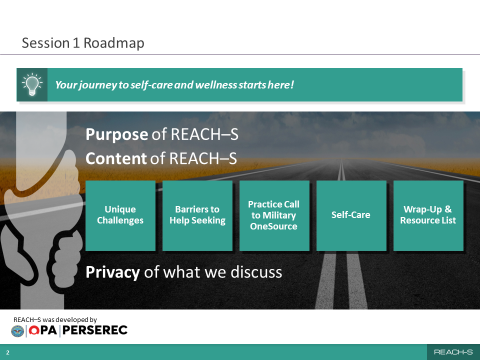 Session 1 Roadmap
Your journey to self-care and wellness starts here!
Purpose of REACH–S
Content of REACH–S
Unique
Challenges
Barriers to
Help Seeking
Practice Call
to Military
OneSource
Self-Care
Wrap-Up &
Resource List
Privacy of what we discuss
REACH–S was developed by
OPA PERSEREC
2
REACH–S